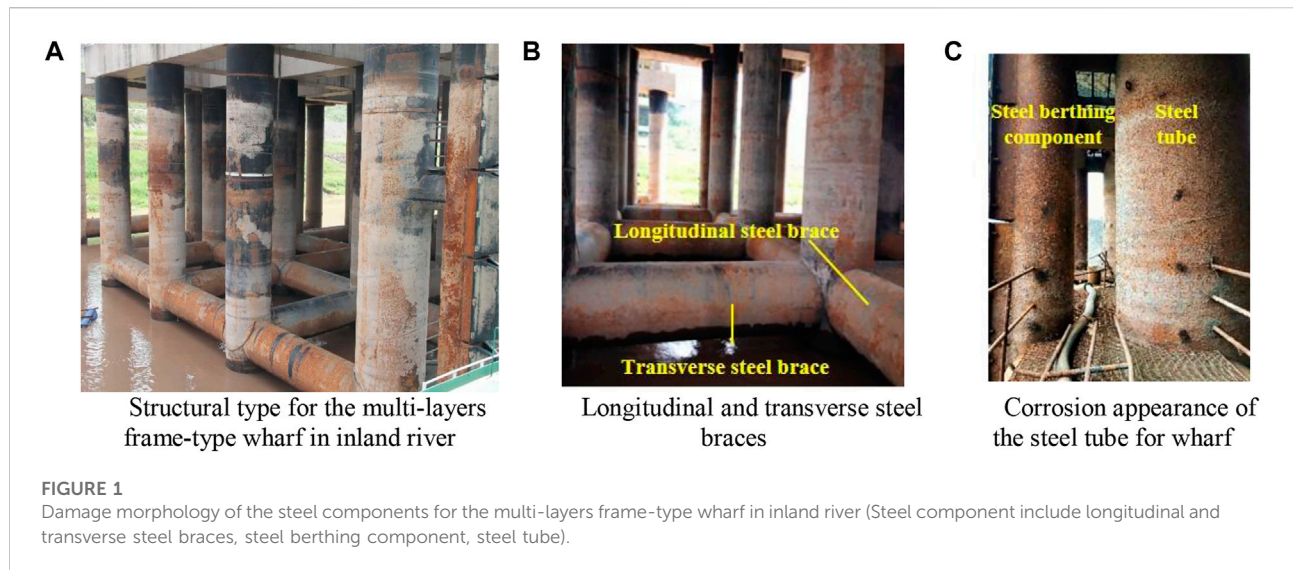 A
B
C
Steel berthing
component
Steel
tube
Longitudinal steel brace
Transverse steel brace
Structural type for the multi-layers
frame-type wharf in inland river
Longitudinal and transverse steel
braces
Corrosion appearance of
the steel tube for wharf
FIGURE 1
Damage morphology of the steel components for the multi-layers frame-type wharf in inland river (Steel component include longitudinal and
transverse steel braces, steel berthing component, steel tube).